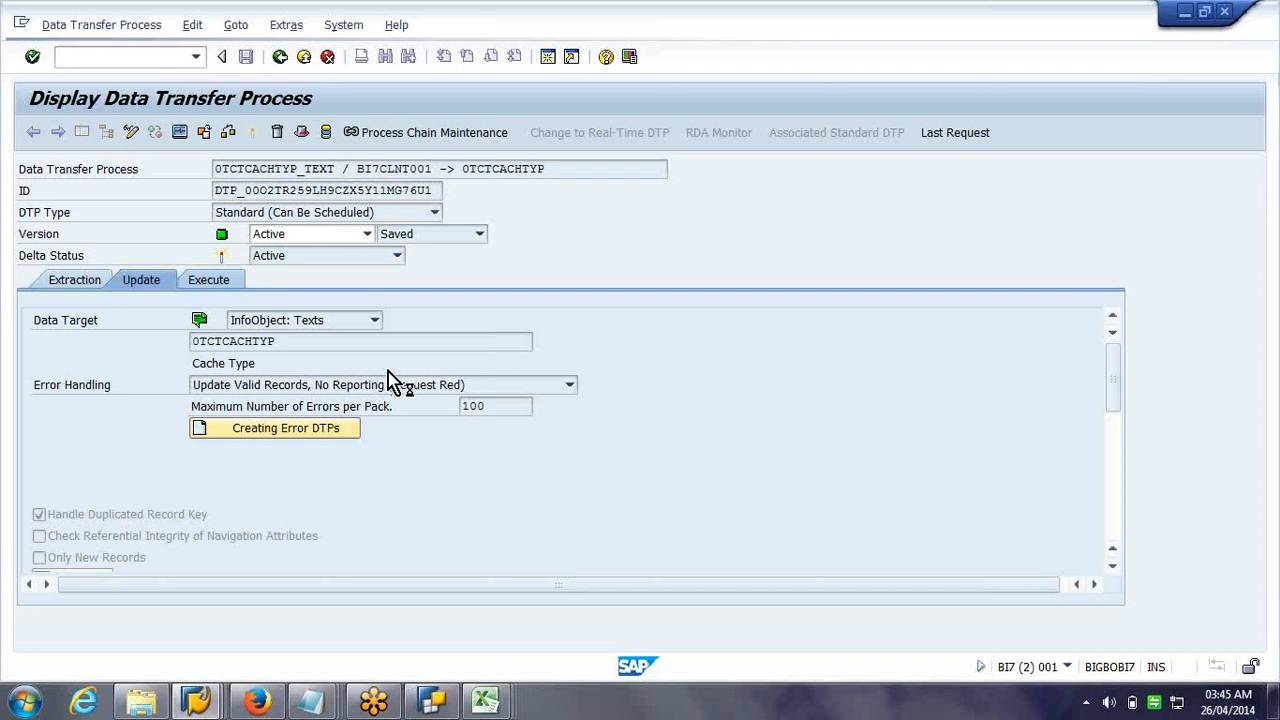 Data Transfer Process Edit Goto Extras System Help
Display Data Transfer Process
Process Chain Maintenance Change to Real-Time DTP RDA Monitor Associated Standard DTP Last Request
Data Transfer Process 0TCTCACHTYP_TEXT / BI7CLNT001 -> 0TCTCACHTYP
ID DTP_00O2TR259LH9CZX5Y11MG76U1
DTP Type Standard (Can Be Scheduled)
Version Active Saved
Delta Status Active
Extraction Update Execute
Data Target InfoObject: Texts
0TCTCACHTYP
Cache Type
Error Handling Update Valid Records, No Reporting quest Red)
Maximum Number of Errors per Pack. 100
Creating Error DTPs
Handle Duplicated Record Key
Check Referential Integrity of Navigation Attributes
Only New Records
SAP BI7 (2) 001 BIGBOBI7 INS
03:45 AM
26/04/2014